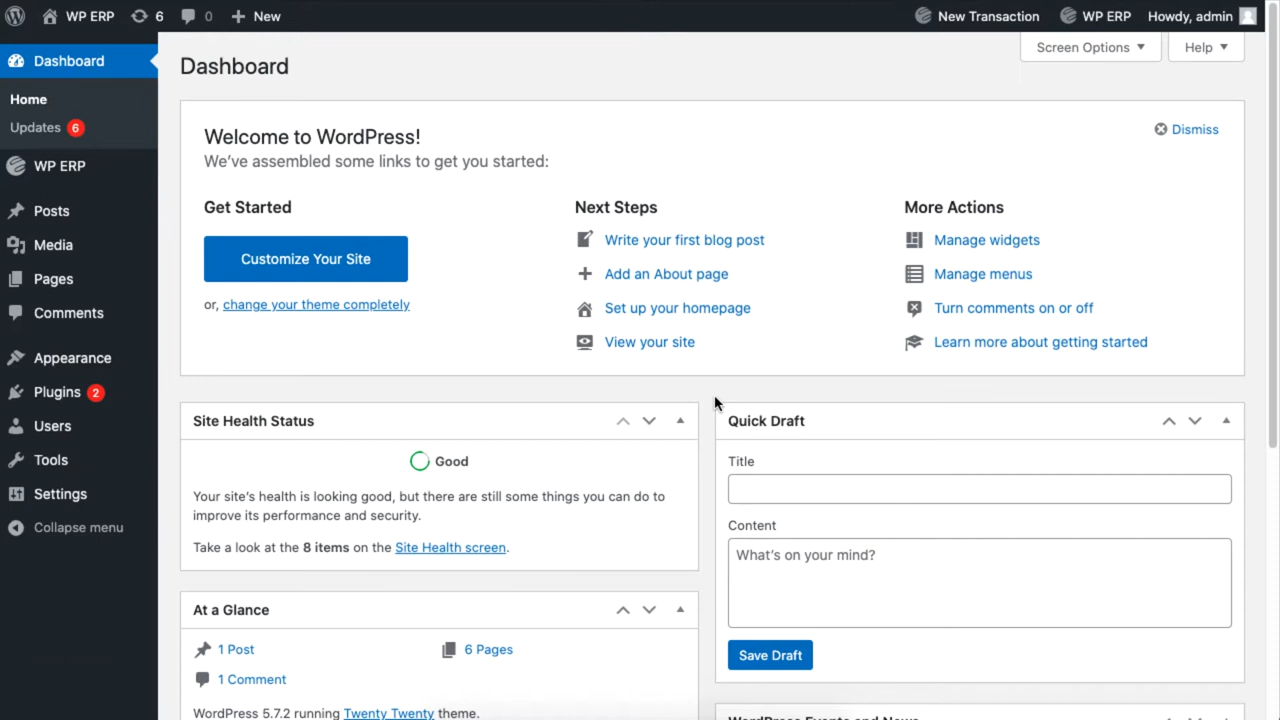 WP ERP 6 0 New New Transaction WP ERP Howdy, admin
Screen Options Help
Dashboard
Home
Updates 6
WP ERP
Posts
Media
Pages
Comments
Appearance
Plugins 2
Users
Tools
Settings
Collapse menu
Dashboard
Welcome to WordPress!
Dismiss
We've assembled some links to get you started:
Get Started
Customize Your Site
or, change your theme completely
Next Steps
Write your first blog post
Add an About page
Set up your homepage
View your site
More Actions
Manage widgets
Manage menus
Turn comments on or off
Learn more about getting started
Site Health Status
Good
Your site's health is looking good, but there are still some things you can do to
improve its performance and security.
Take a look at the 8 items on the Site Health screen.
At a Glance
1 Post 6 Pages
1 Comment
WordPress 5.7.2 running Twenty Twenty theme.
Quick Draft
Title
Content
What's on your mind?
Save Draft
WordPress Events and News